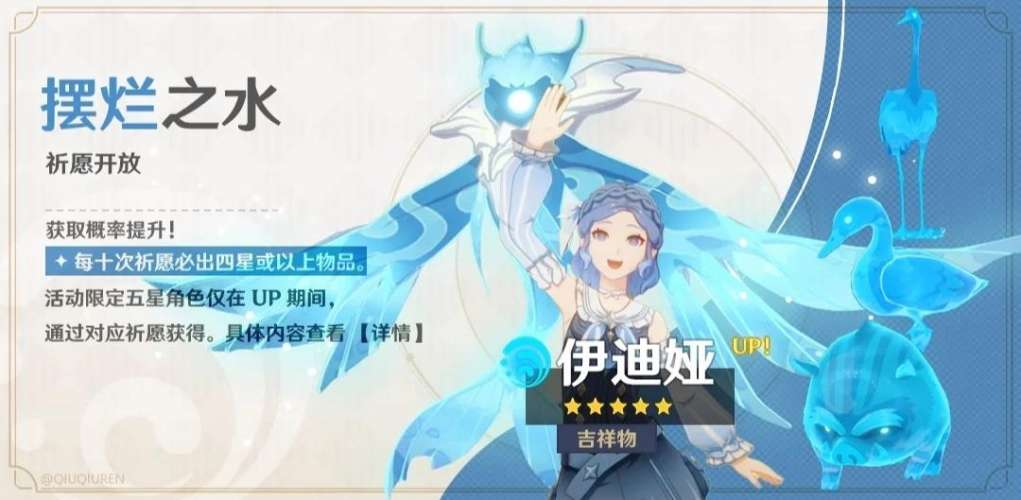 摆烂之水
祈愿开放
获取概率提升！
每十次祈愿必出四星或以上物品。
活动限定五星角色仅在 UP 期间，
通过对应祈愿获得。具体内容查看 【详情】
伊迪娅 UP!
吉祥物
@QIUQIUREN